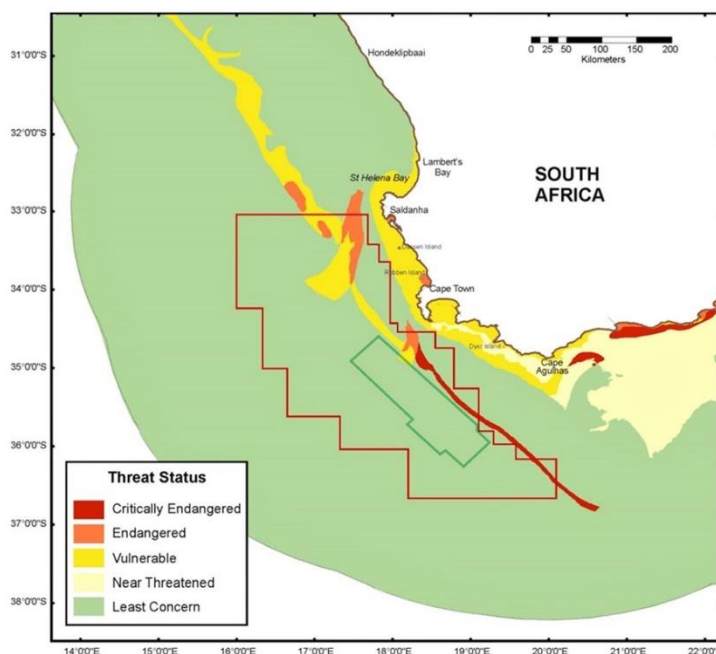 31°0'0"S
32°0'0"S
33°0'0"S
34°0'0"S
35°0'0"S
36°0'0"S
37°0'0"S
38°0'0"S
Hondeklipbaai
0 25 50 100 150 200
Kilometers
Lambert's
Bay
St Helena Bay
SOUTH
AFRICA
Saldanha
Dassen Island
Robben Island
Cape Town
Dyer Island
Cape
Agulhas
Threat Status
Critically Endangered
Endangered
Vulnerable
Near Threatened
Least Concern
14°0'0"E 15°0'0"E 16°0'0"E 17°0'0"E 18°0'0"E 19°0'0"E 20°0'0"E 21°0'0"E 22°0